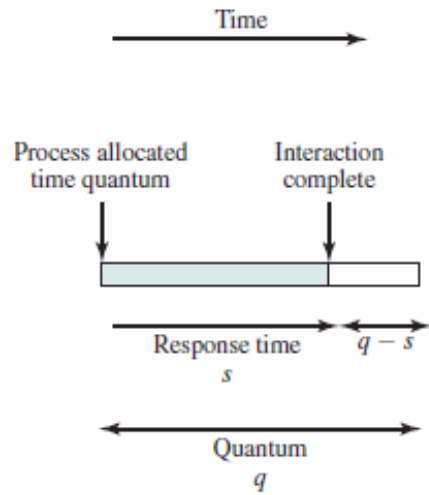 Time
Process allocated
time quantum
Interaction
complete
Response time
s
q − s
Quantum
q